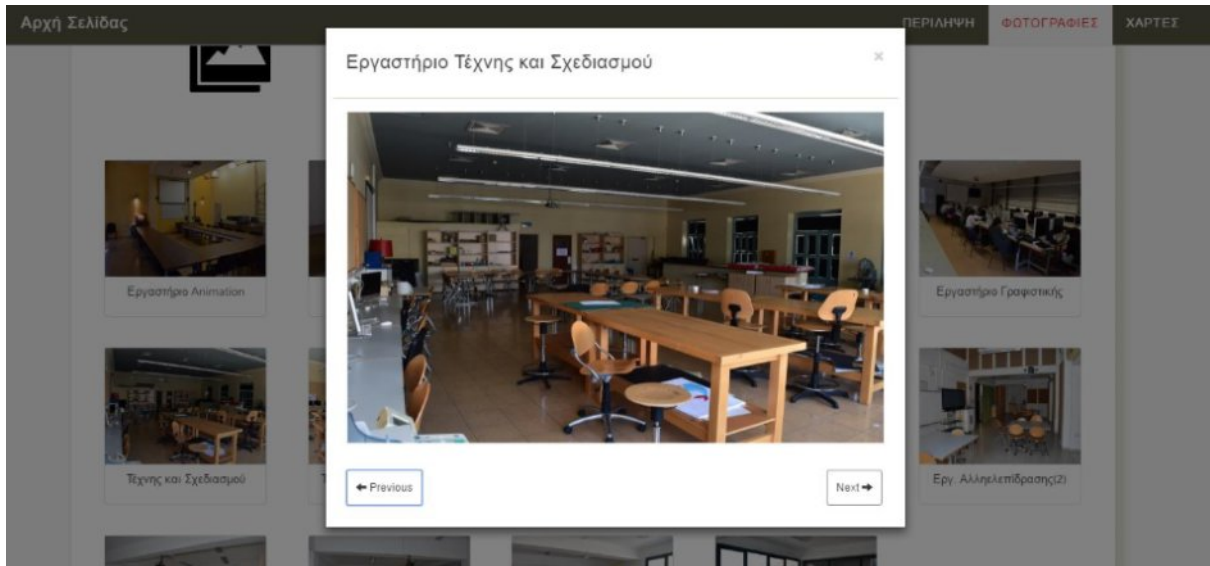 Αρχή Σελίδας
ΠΕΡΙΛΗΨΗ ΦΩΤΟΓΡΑΦΙΕΣ ΧΑΡΤΕΣ
Εργαστήριο Τέχνης και Σχεδιασμού ×
Εργαστήριο Animation
Εργαστήριο Γραφιστικής
Τέχνης και Σχεδιασμού
Εργ. Αλληελεπίδρασης(2)
Previous
Next